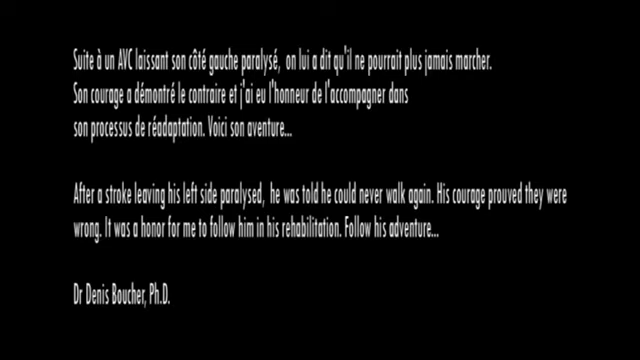 Suite à un AVC laissant son côté gauche paralysé, on lui a dit qu'il ne pourrait plus jamais marcher.
Son courage a démontré le contraire et j'ai eu l'honneur de l'accompagner dans
son processus de réadaptation. Voici son aventure...
After a stroke leaving his left side paralysed, he was told he could never walk again. His courage prouved they were
wrong. It was a honor for me to follow him in his rehabilitation. Follow his adventure...
Dr Denis Boucher, Ph.D.